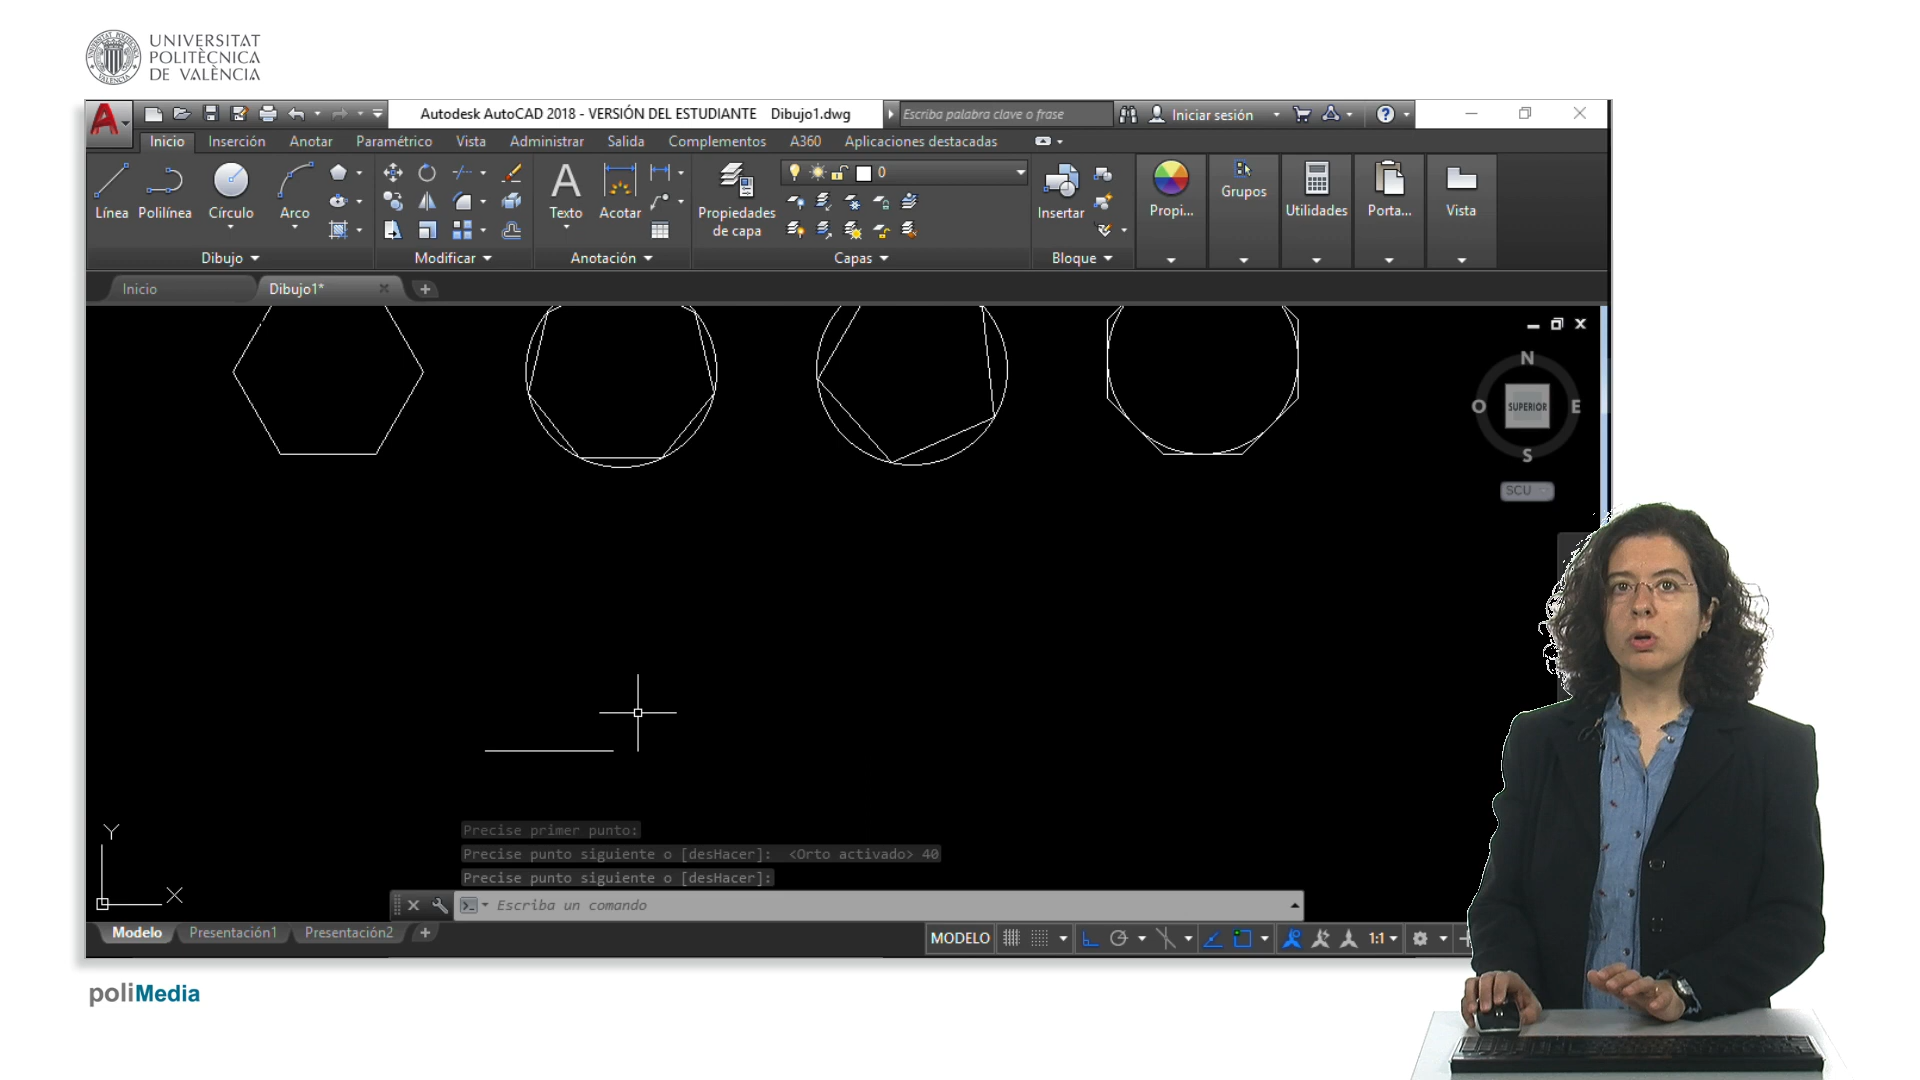 UNIVERSITAT
POLITÈCNICA
DE VALÈNCIA
Autodesk AutoCAD 2018 - VERSIÓN DEL ESTUDIANTE Dibujo1.dwg
Escriba palabra clave o frase
Iniciar sesión
Inicio Inserción Anotar Paramétrico Vista Administrar Salida Complementos A360 Aplicaciones destacadas
0
Línea Polilínea Círculo Arco
Texto Acotar
Propiedades
de capa
Insertar
Propi...
Grupos
Utilidades
Porta...
Vista
Dibujo Modificar Anotación Capas Bloque
Inicio Dibujo1*
N
O SUPERIOR E
S
SCU
Precise primer punto:
Precise punto siguiente o [desHacer]: <Orto activado> 40
Precise punto siguiente o [desHacer]:
Escriba un comando
Y
X
Modelo Presentación1 Presentación2
MODELO
1:1
poliMedia